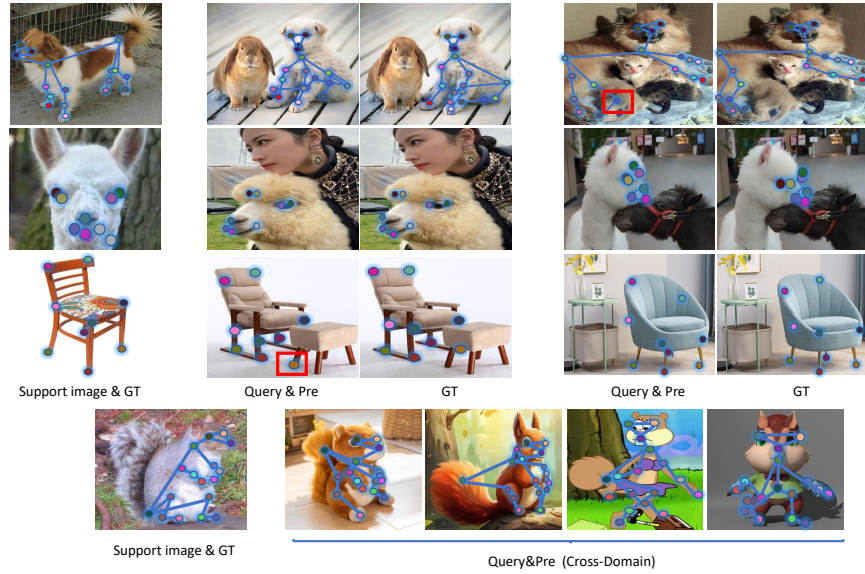 Support image & GT
Query & Pre
GT
Query & Pre
GT
Support image & GT
Query&Pre (Cross-Domain)